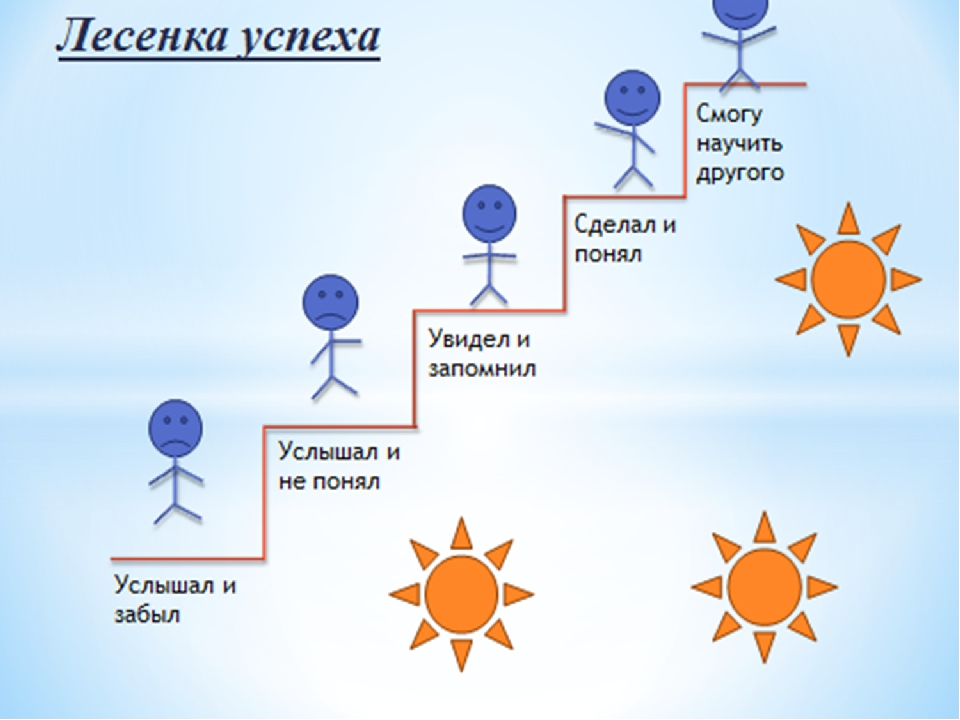 Лесенка успеха
Смогу
научить
другого
Сделал и
понял
Увидел и
запомнил
Услышал и
не понял
Услышал и
забыл